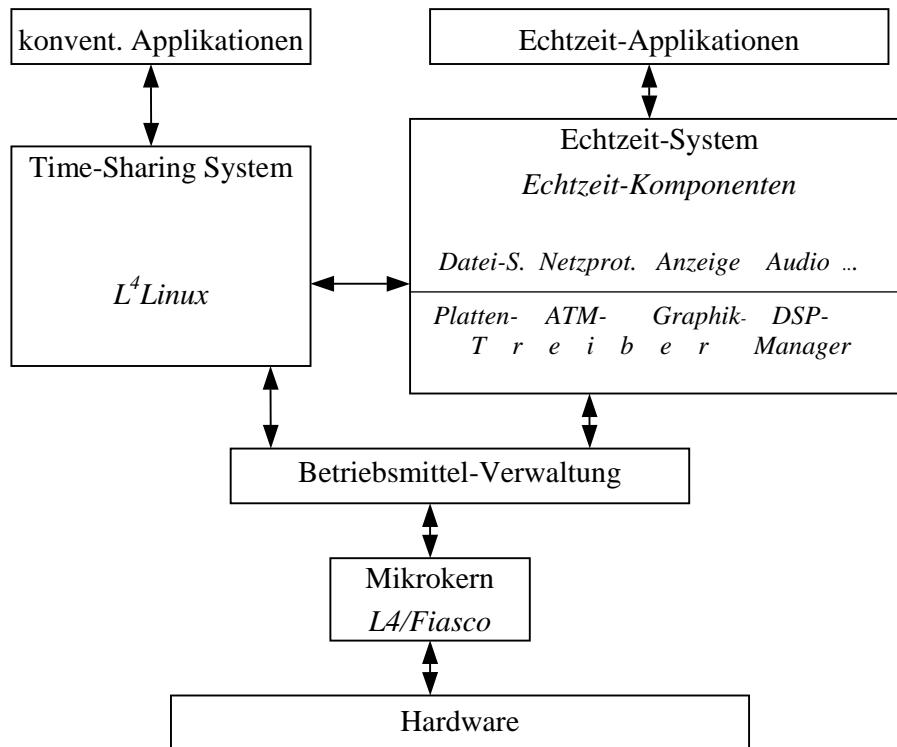 konvent. Applikationen
Echtzeit-Applikationen
Time-Sharing System
L⁴Linux
Echtzeit-System
Echtzeit-Komponenten
Datei-S. Netzprot. Anzeige Audio ...
Platten- ATM- Graphik- DSP-
T r e i b e r Manager
Betriebsmittel-Verwaltung
Mikrokern
L4/Fiasco
Hardware